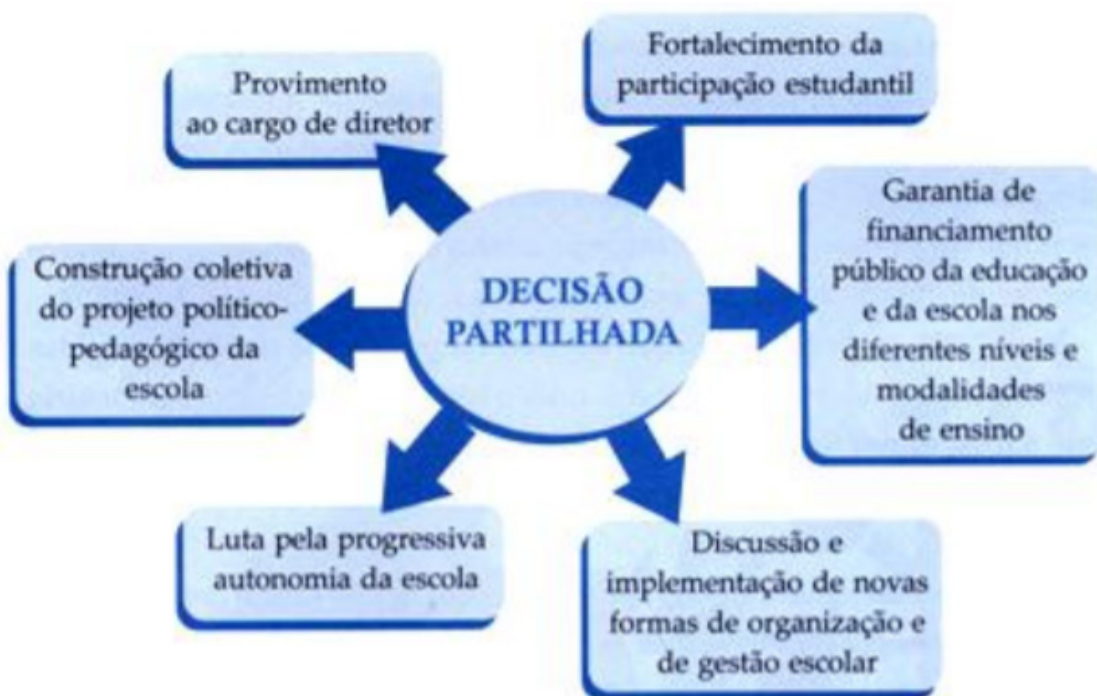 Fortalecimento da
participação estudantil
Provimento
ao cargo de diretor
Garantia de
financiamento
público da educação
e da escola nos
diferentes níveis e
modalidades
de ensino
Construção coletiva
do projeto político-
pedagógico da
escola
DECISÃO
PARTILHADA
Luta pela progressiva
autonomia da escola
Discussão e
implementação de novas
formas de organização e
de gestão escolar